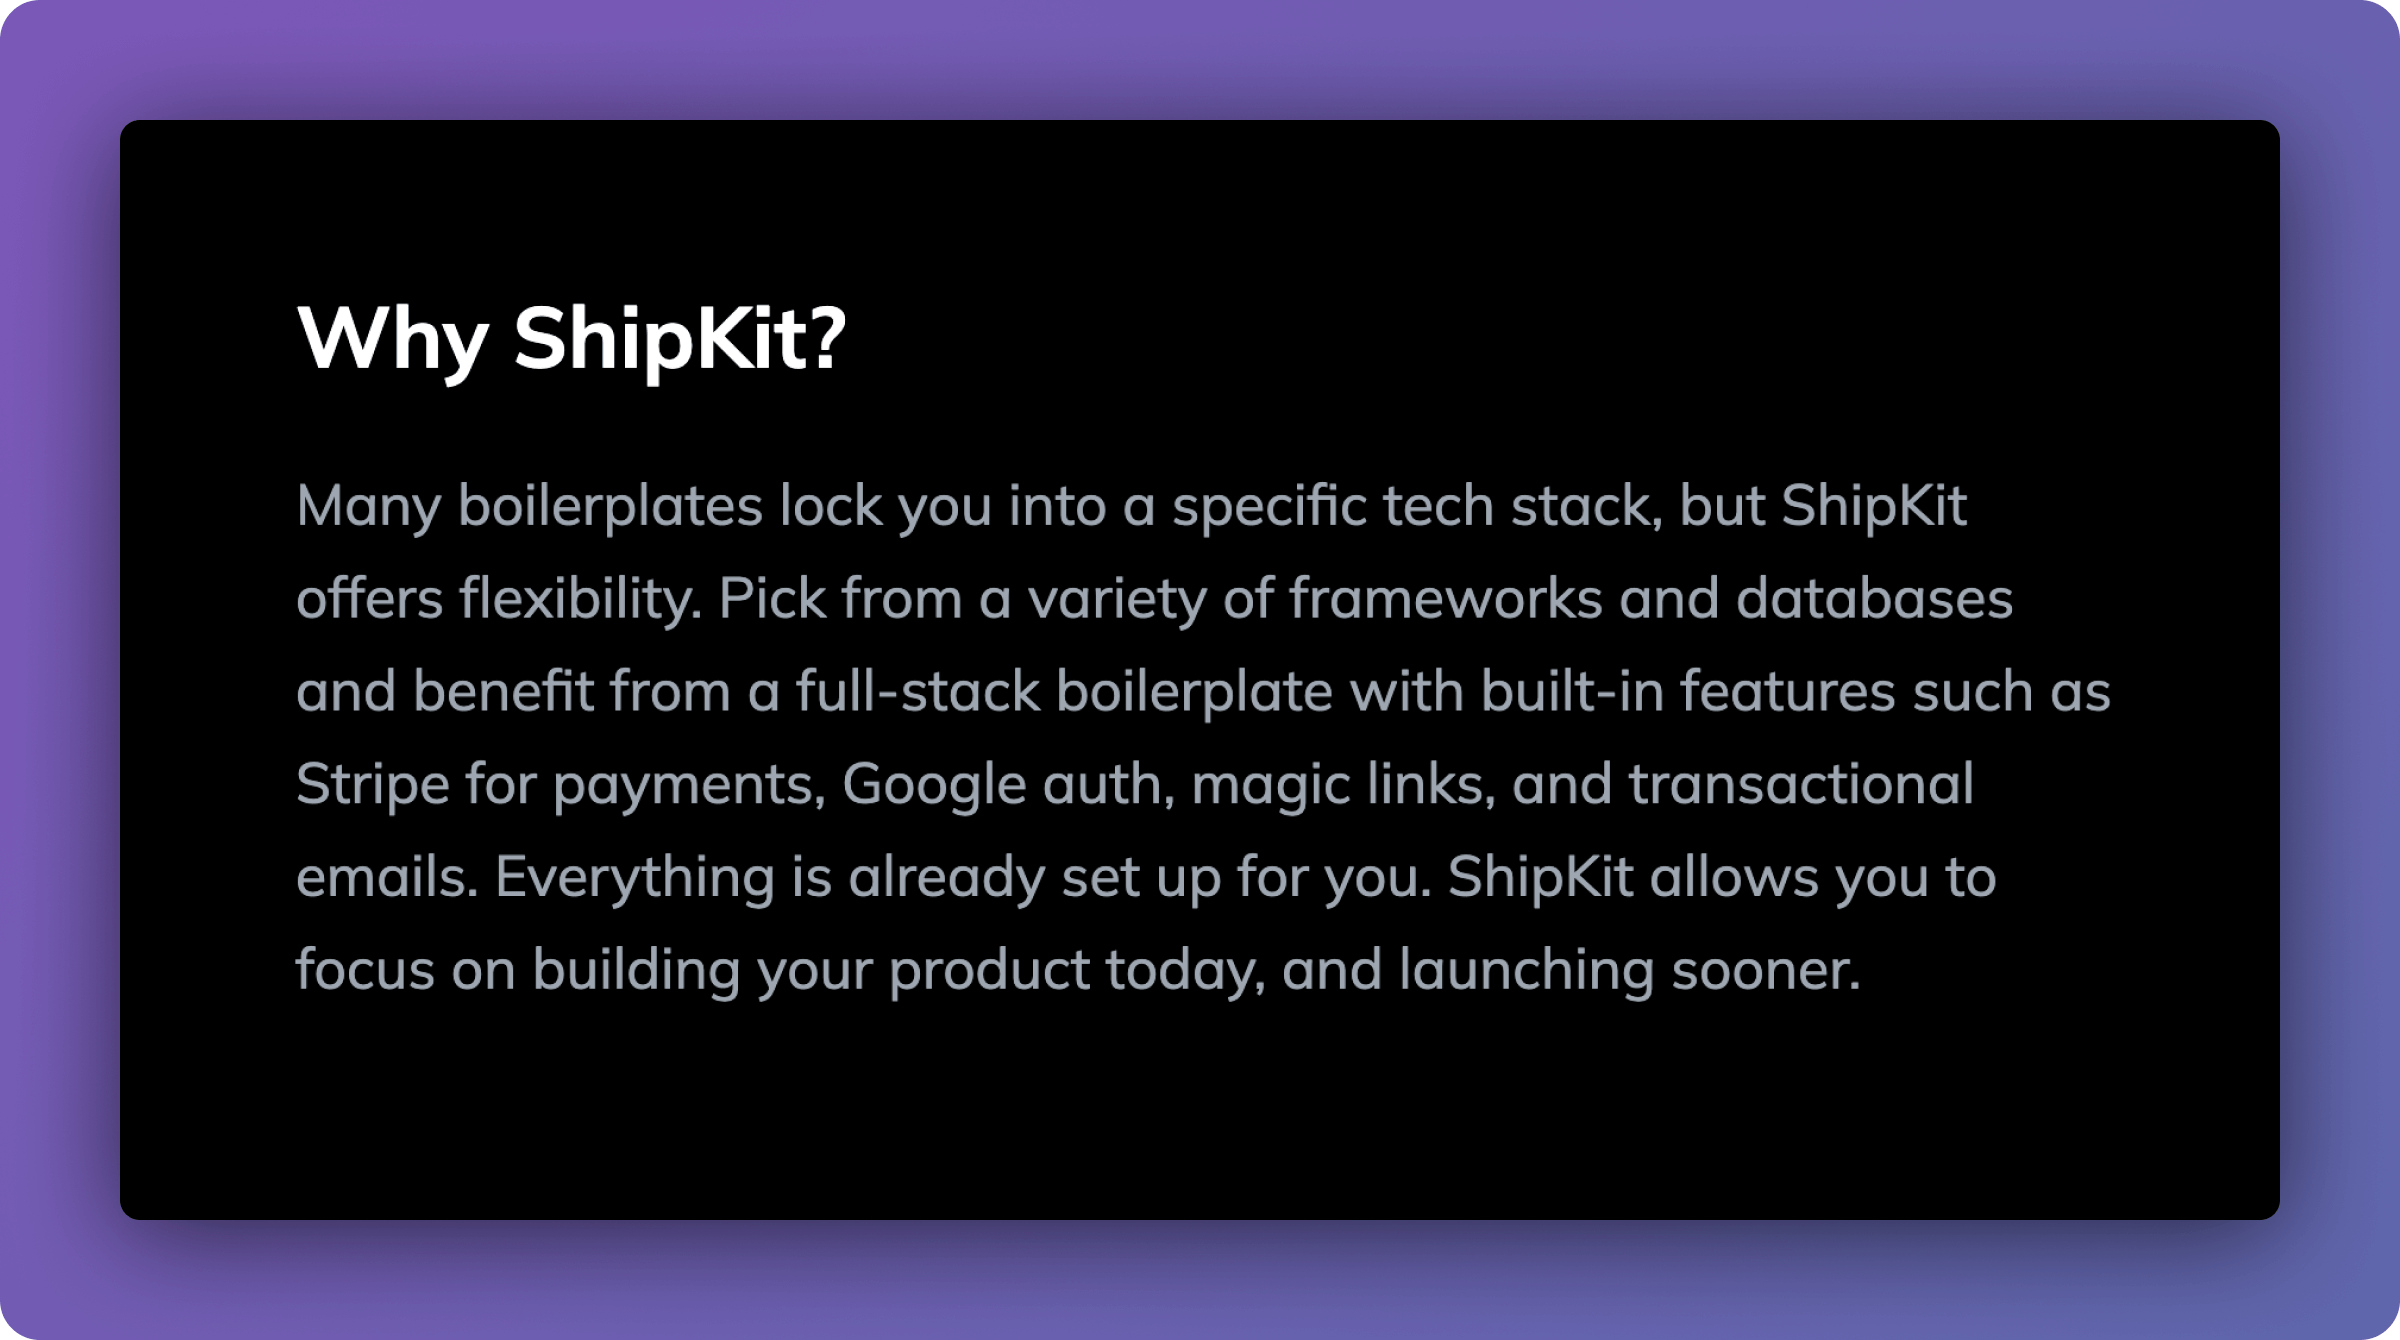 Why ShipKit?
Many boilerplates lock you into a specific tech stack, but ShipKit
offers flexibility. Pick from a variety of frameworks and databases
and benefit from a full-stack boilerplate with built-in features such as
Stripe for payments, Google auth, magic links, and transactional
emails. Everything is already set up for you. ShipKit allows you to
focus on building your product today, and launching sooner.